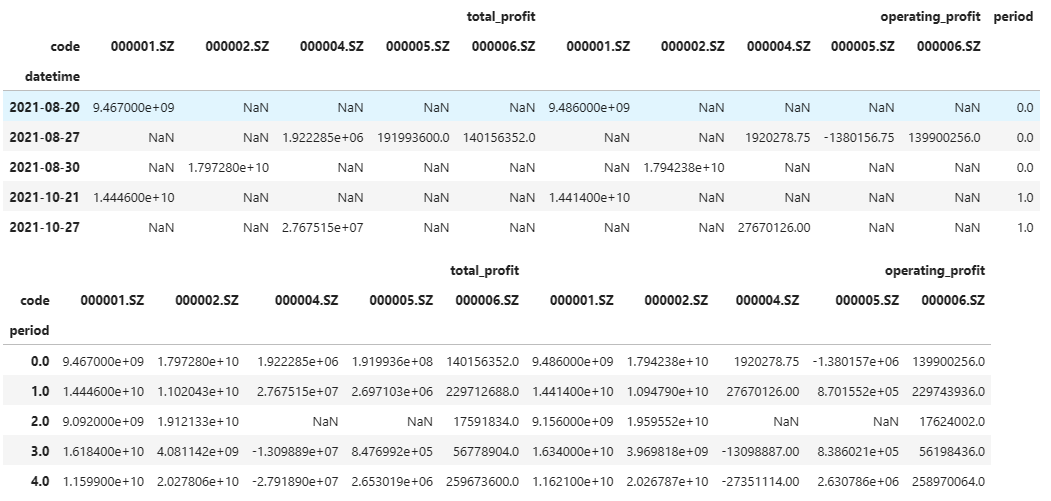 total_profit operating_profit period
code 000001.SZ 000002.SZ 000004.SZ 000005.SZ 000006.SZ 000001.SZ 000002.SZ 000004.SZ 000005.SZ 000006.SZ
datetime
2021-08-20 9.467000e+09 NaN NaN NaN NaN 9.486000e+09 NaN NaN NaN NaN 0.0
2021-08-27 NaN NaN 1.922285e+06 191993600.0 140156352.0 NaN NaN 1920278.75 -1380156.75 139900256.0 0.0
2021-08-30 NaN 1.797280e+10 NaN NaN NaN NaN 1.794238e+10 NaN NaN NaN 0.0
2021-10-21 1.444600e+10 NaN NaN NaN NaN 1.441400e+10 NaN NaN NaN NaN 1.0
2021-10-27 NaN NaN 2.767515e+07 NaN NaN NaN NaN 27670126.00 NaN NaN 1.0
total_profit operating_profit
code 000001.SZ 000002.SZ 000004.SZ 000005.SZ 000006.SZ 000001.SZ 000002.SZ 000004.SZ 000005.SZ 000006.SZ
period
0.0 9.467000e+09 1.797280e+10 1.922285e+06 1.919936e+08 140156352.0 9.486000e+09 1.794238e+10 1920278.75 -1.380157e+06 139900256.0
1.0 1.444600e+10 1.102043e+10 2.767515e+07 2.697103e+06 229712688.0 1.441400e+10 1.094790e+10 27670126.00 8.701552e+05 229743936.0
2.0 9.092000e+09 1.912133e+10 NaN NaN 17591834.0 9.156000e+09 1.959552e+10 NaN NaN 17624002.0
3.0 1.618400e+10 4.081142e+09 -1.309889e+07 8.476992e+05 56778904.0 1.634000e+10 3.969818e+09 -13098887.00 8.386021e+05 56198436.0
4.0 1.159900e+10 2.027806e+10 -2.791890e+07 2.653019e+06 259673600.0 1.162100e+10 2.026787e+10 -27351114.00 2.630786e+06 258970064.0